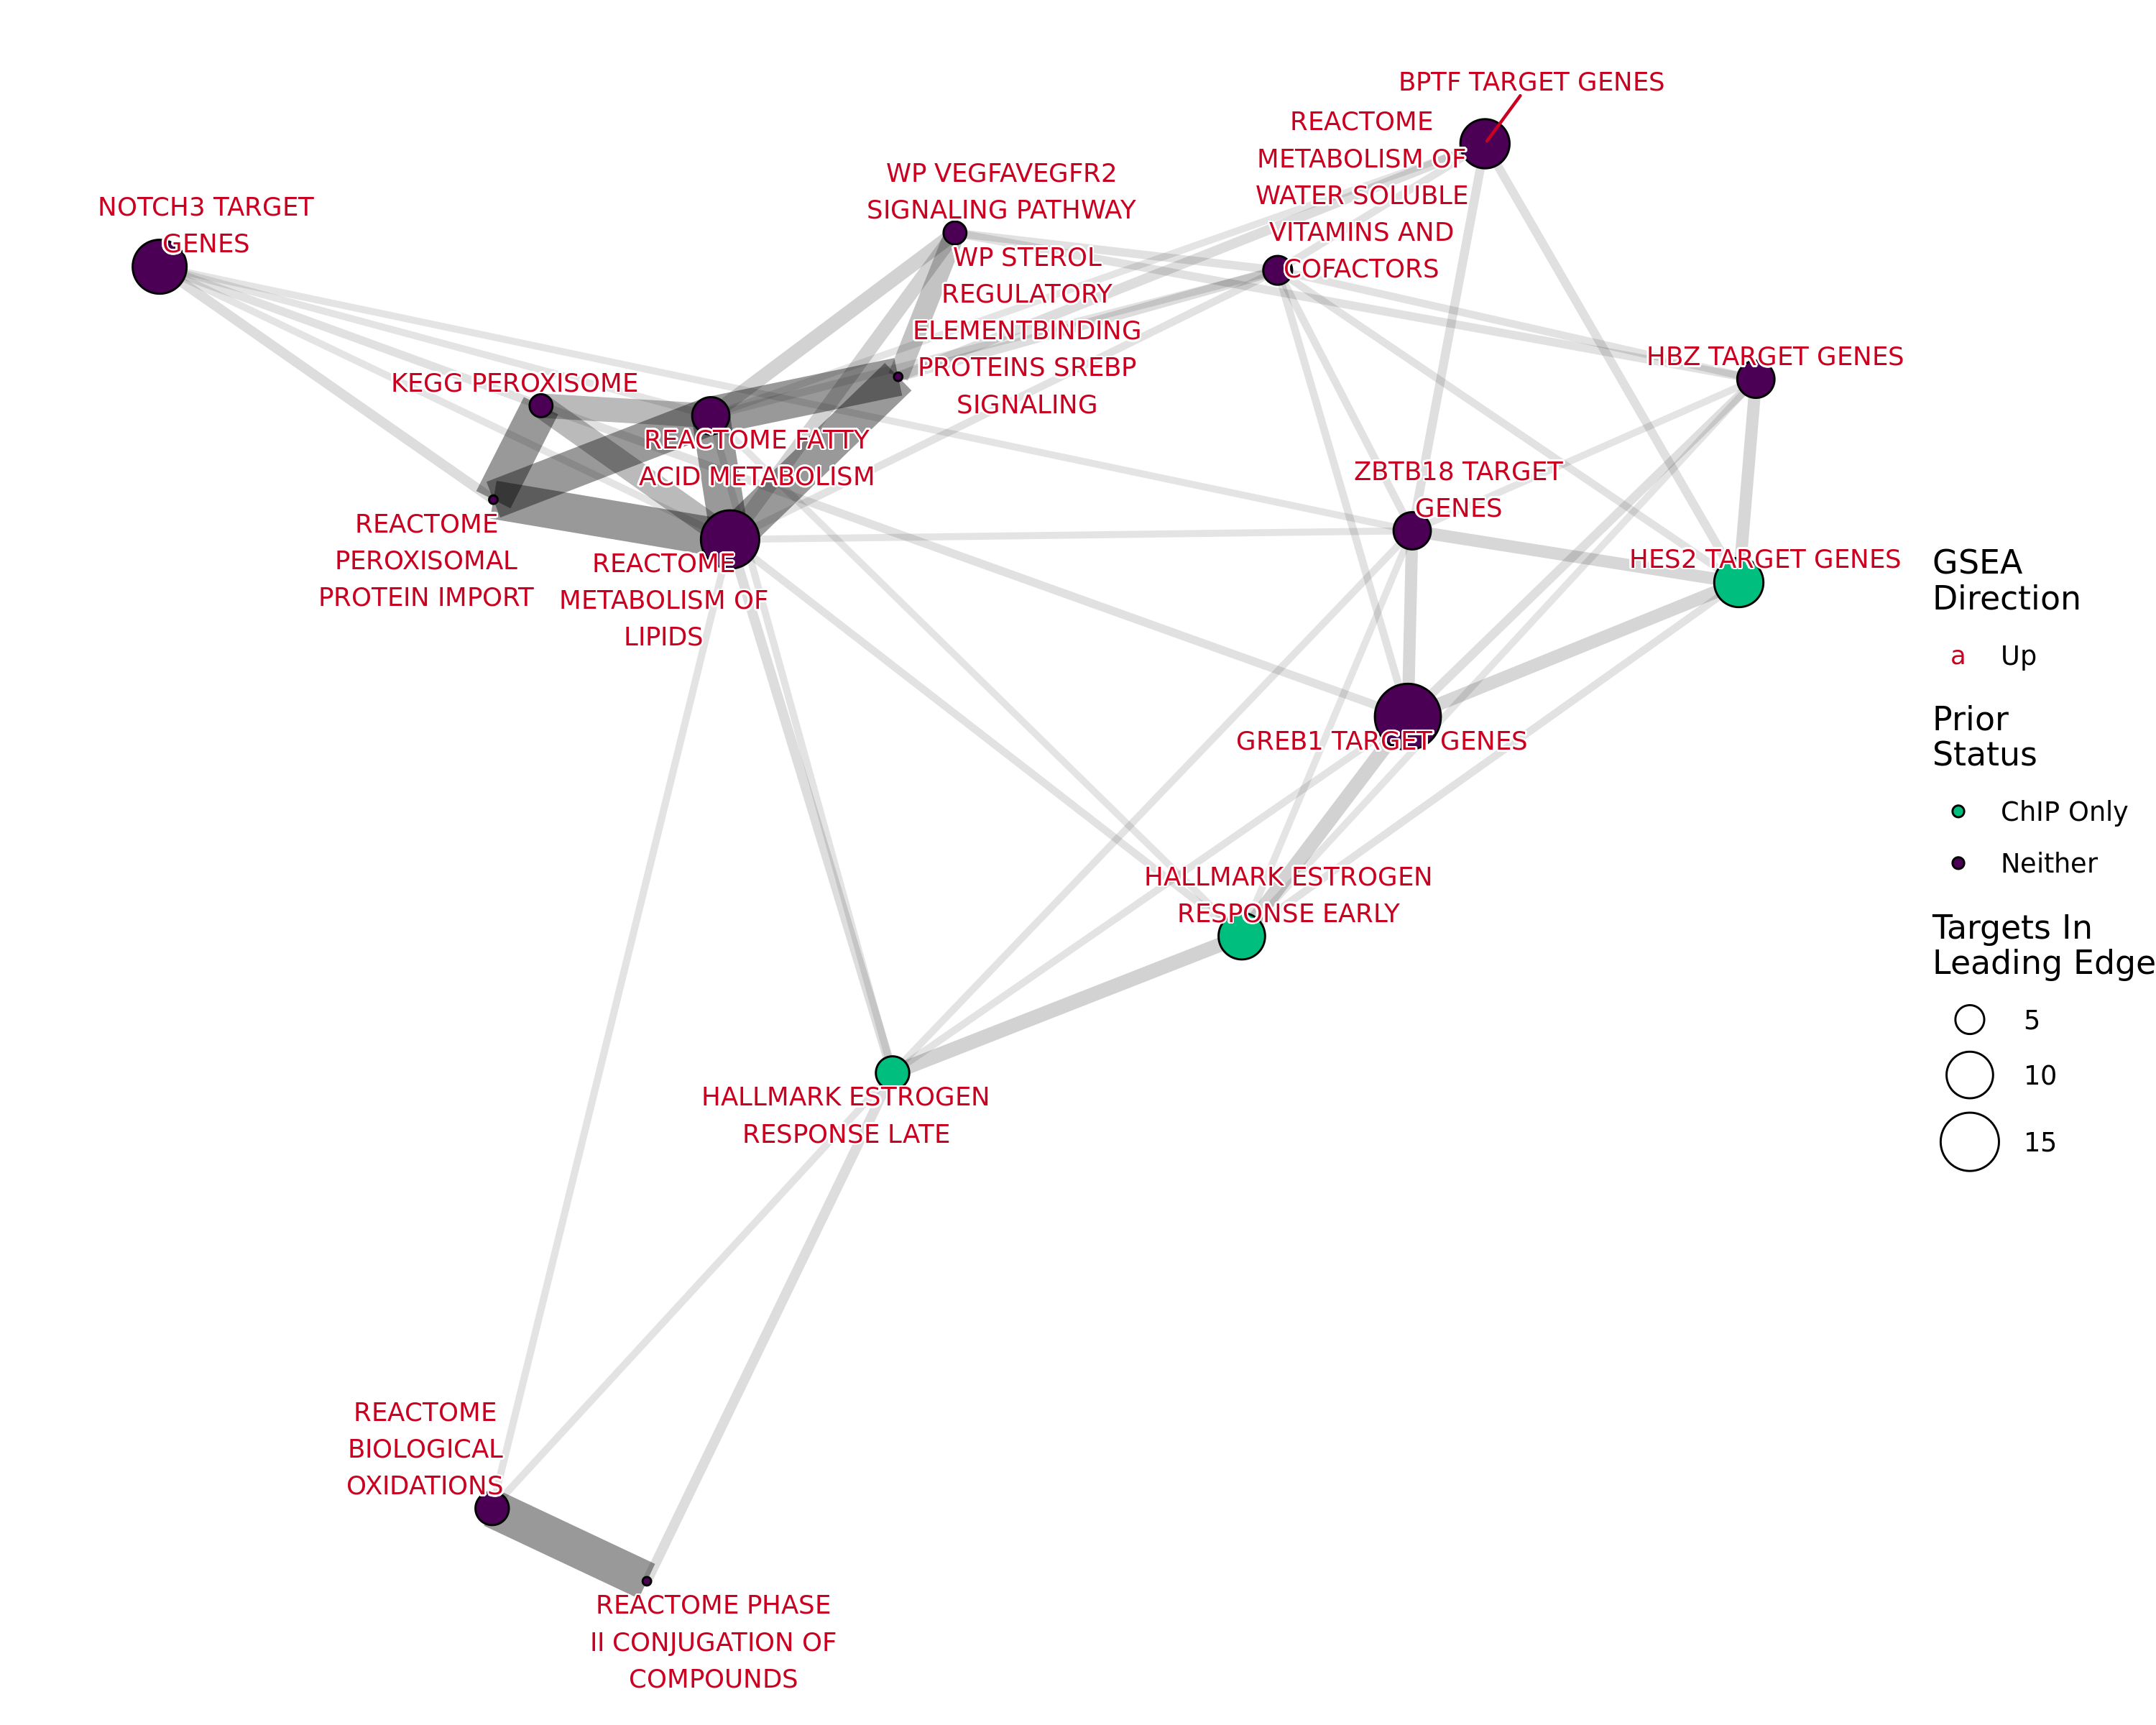 BPTF TARGET GENES
REACTOME
METABOLISM OF
WATER SOLUBLE
VITAMINS AND
COFACTORS
WP VEGFAVEGFR2
SIGNALING PATHWAY
NOTCH3 TARGET
GENES
WP STEROL
REGULATORY
ELEMENTBINDING
PROTEINS SREBP
SIGNALING
HBZ TARGET GENES
KEGG PEROXISOME
REACTOME FATTY
ACID METABOLISM
ZBTB18 TARGET
GENES
REACTOME
PEROXISOMAL
PROTEIN IMPORT
REACTOME
METABOLISM OF
LIPIDS
HES2 TARGET GENES
GREB1 TARGET GENES
HALLMARK ESTROGEN
RESPONSE EARLY
HALLMARK ESTROGEN
RESPONSE LATE
REACTOME
BIOLOGICAL
OXIDATIONS
REACTOME PHASE
II CONJUGATION OF
COMPOUNDS
GSEA
Direction
a Up
Prior
Status
ChIP Only
Neither
Targets In
Leading Edge
5
10
15